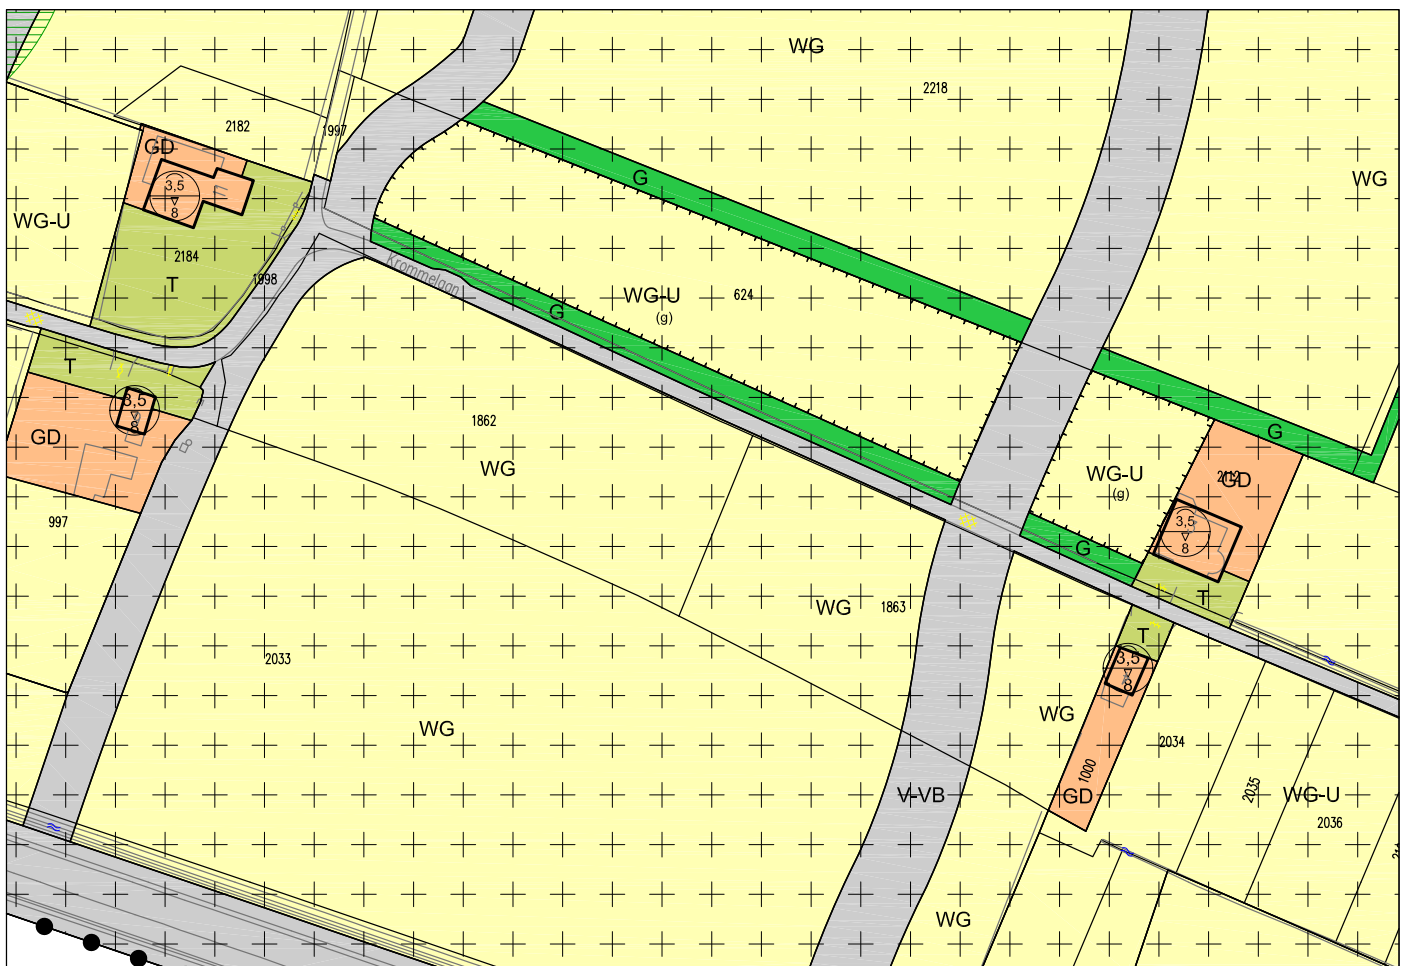 WG
2218
2182
1997
GD
WG
3,5
8
WG-U
G
2184
T
1998
Krommelaan
WG-U
624
(g)
G
T
3,5
8
GD
1862
WG
G
WG-U
(g)
GD
3,5
8
997
G
T
WG
1863
T
3,5
8
2033
WG
WG
2034
1000
GD
V-VB
2035
WG-U
2036
WG